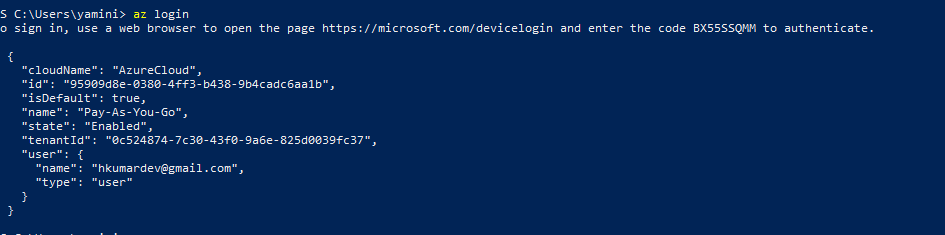 S C:\Users\yamini> az login
o sign in, use a web browser to open the page https://microsoft.com/devicelogin and enter the code BX55SSQMM to authenticate.
{
"cloudName": "AzureCloud",
"id": "95909d8e-0380-4ff3-b438-9b4cadc6aa1b",
"isDefault": true,
"name": "Pay-As-You-Go",
"state": "Enabled",
"tenantId": "0c524874-7c30-43f0-9a6e-825d0039fc37",
"user": {
"name": "hkumardev@gmail.com",
"type": "user"
}
}